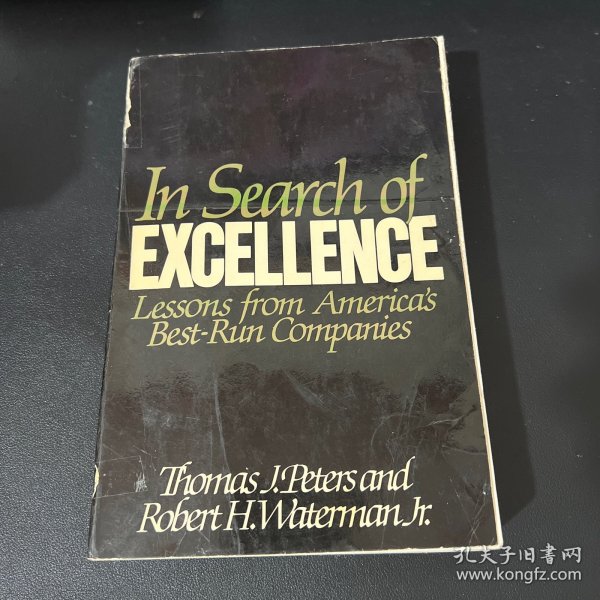 In Search of
EXCELLENCE
Lessons from America's
Best-Run Companies
Thomas J. Peters and
Robert H. Waterman Jr.
孔夫子旧书网
www.kongfz.com